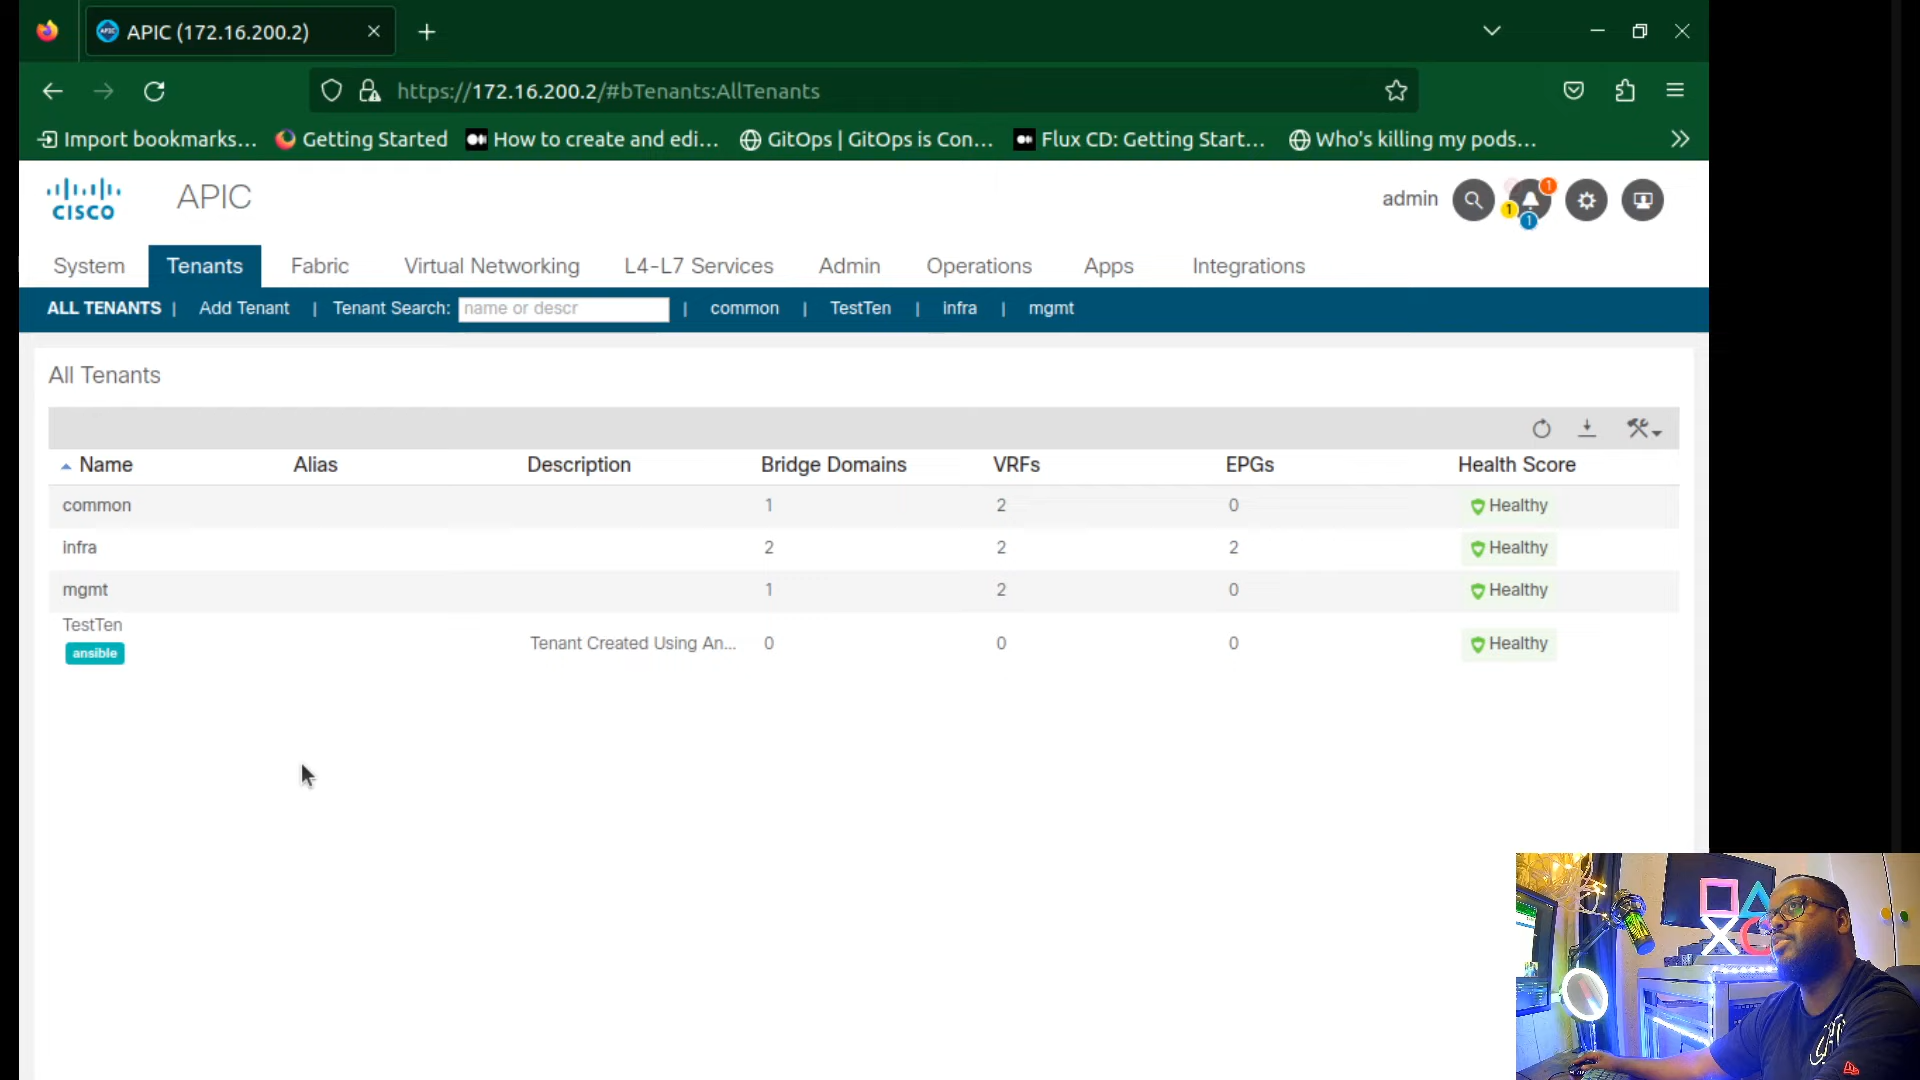 APIC (172.16.200.2)
https://172.16.200.2/#bTenants:AllTenants
Import bookmarks... Getting Started How to create and edi... GitOps | GitOps is Con... Flux CD: Getting Start... Who's killing my pods...
CISCO APIC admin 1 1 1
System Tenants Fabric Virtual Networking L4-L7 Services Admin Operations Apps Integrations
ALL TENANTS | Add Tenant | Tenant Search: name or descr | common | TestTen | infra | mgmt
All Tenants
Name Alias Description Bridge Domains VRFs EPGs Health Score
common 1 2 0 Healthy
infra 2 2 2 Healthy
mgmt 1 2 0 Healthy
TestTen
ansible Tenant Created Using An... 0 0 0 Healthy